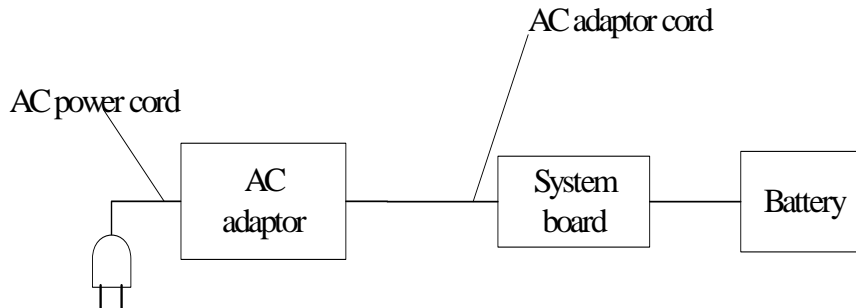 AC adaptor cord
AC power cord
AC
adaptor
System
board
Battery